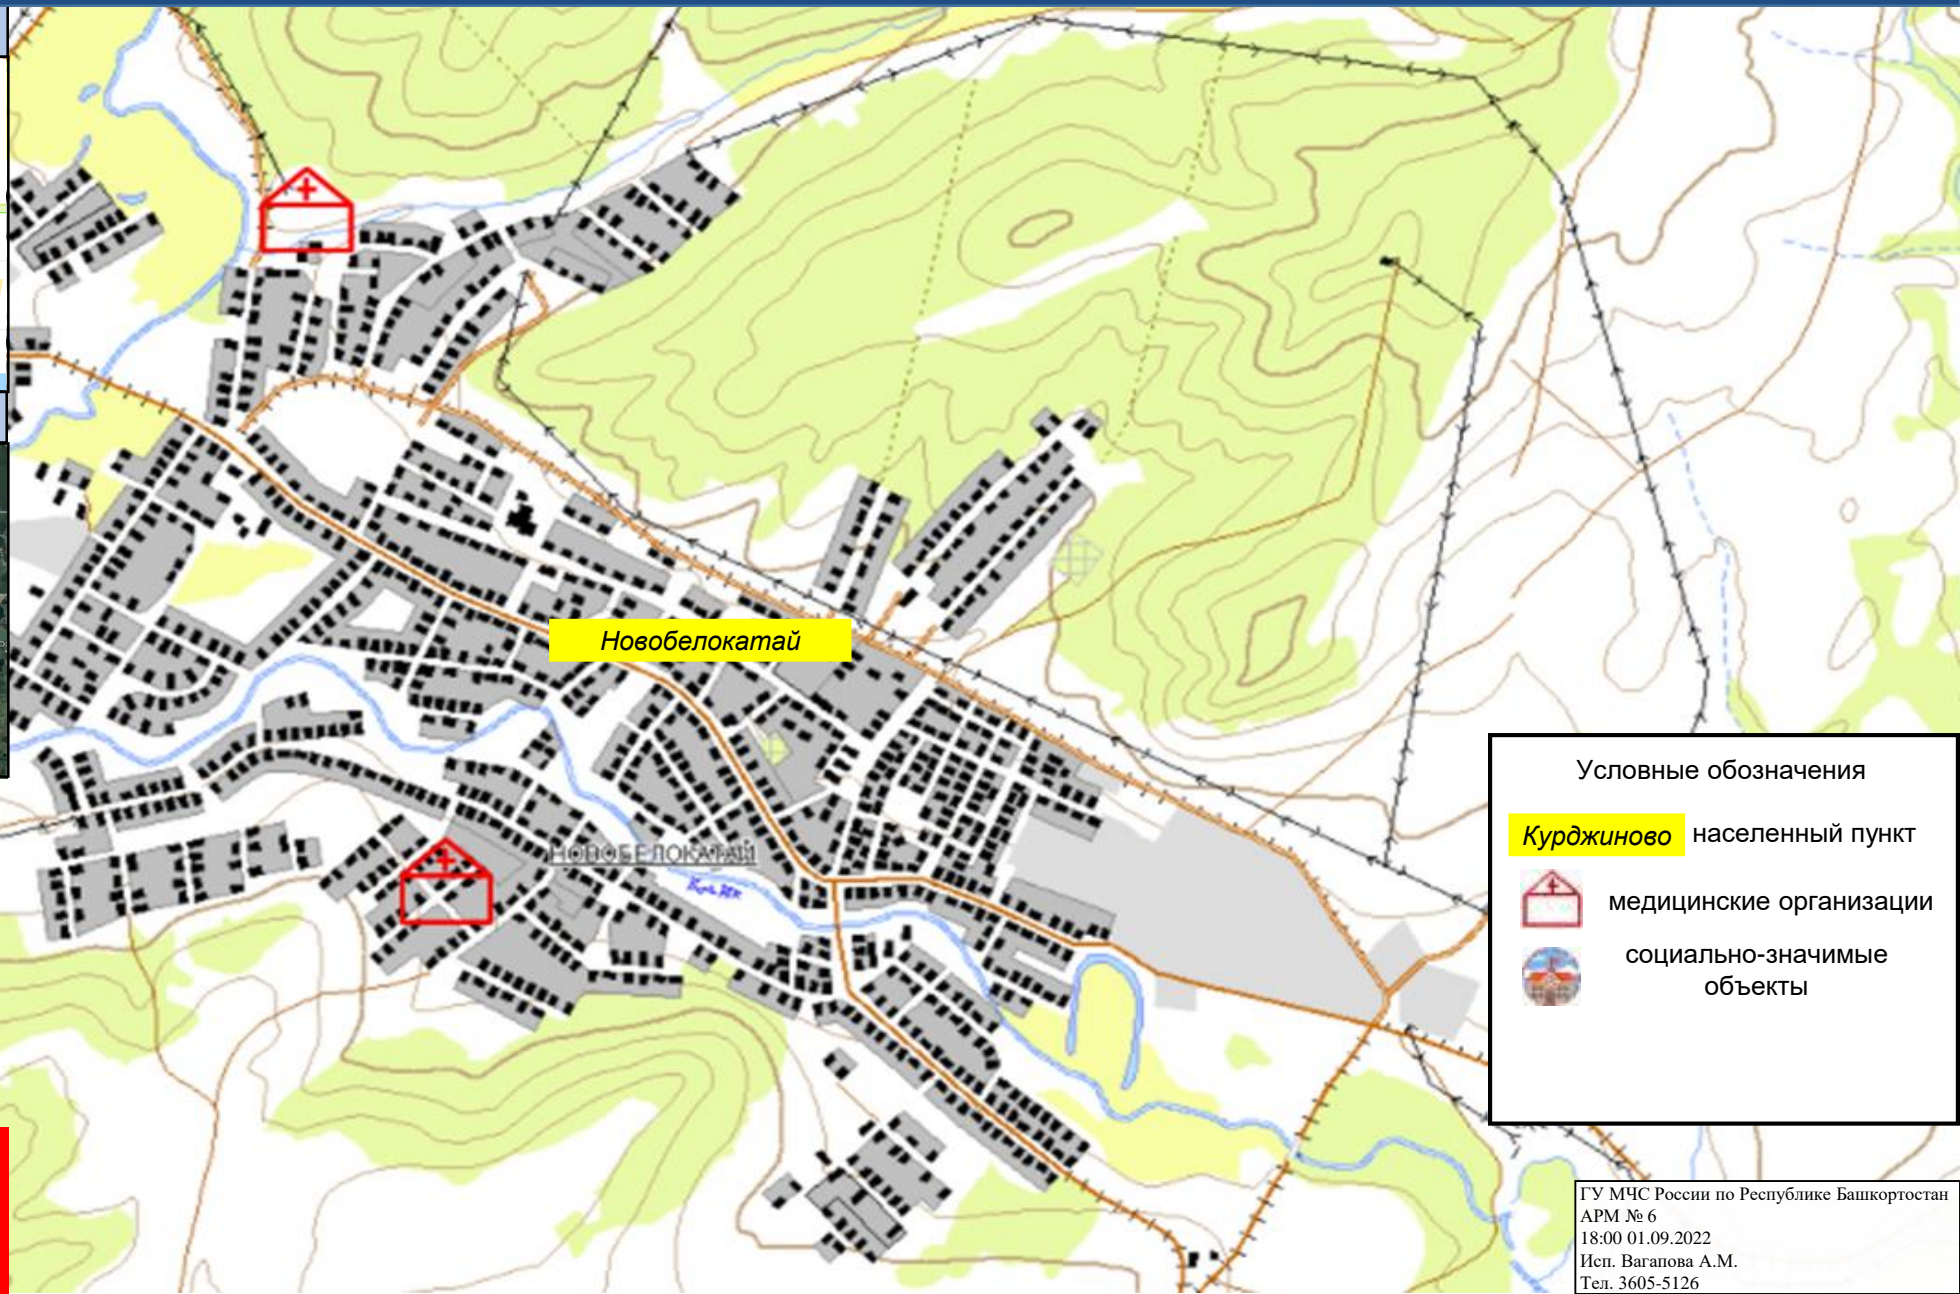 Новобелокатай
НОВОБЕЛОКАТАЙ
Условные обозначения
Курджиново населенный пункт
медицинские организации
социально-значимые
объекты
ГУ МЧС России по Республике Башкортостан
АРМ № 6
18:00 01.09.2022
Исп. Вагапова А.М.
Тел. 3605-5126